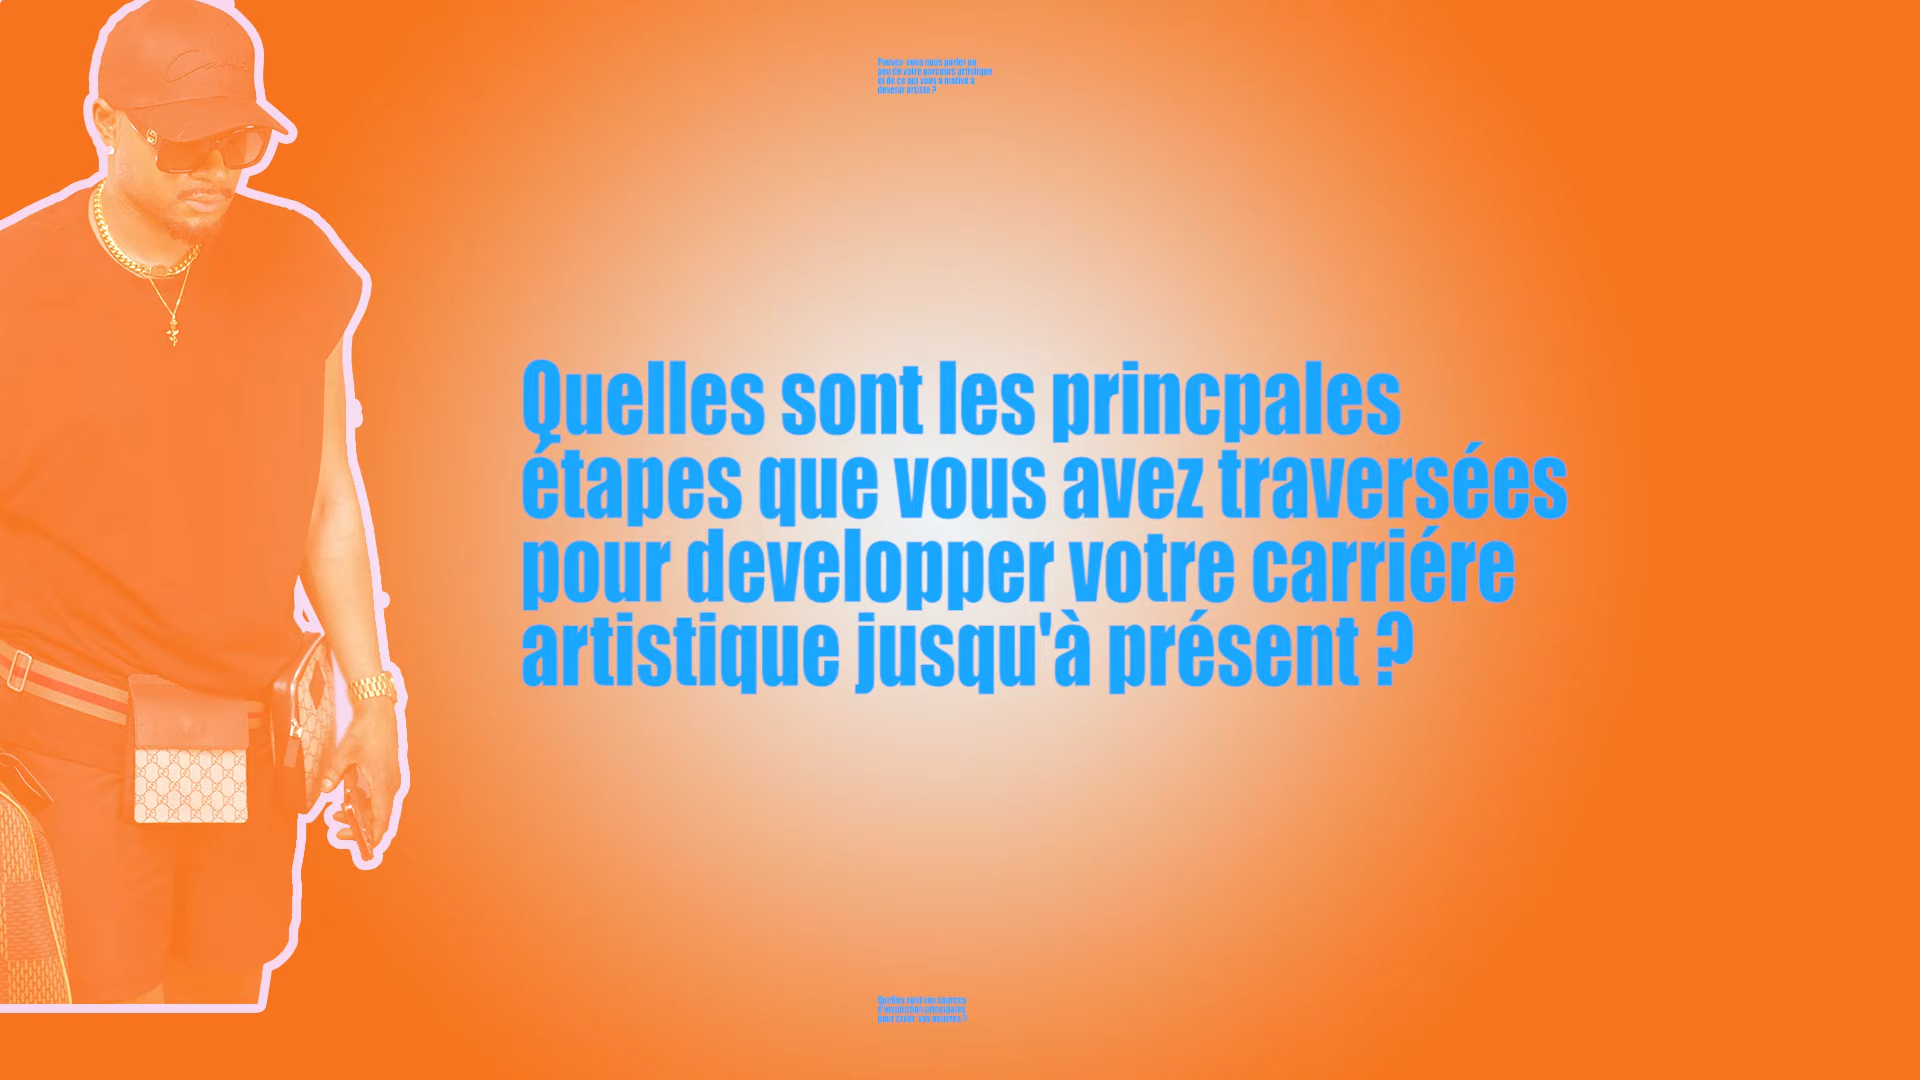 Pouvez-vous nous parler un
peu de votre parcours artistique
et de ce qui vous a motivé à
devenir artiste ?
Quelles sont les princpales
étapes que vous avez traversées
pour developper votre carriére
artistique jusqu'à présent ?
Quelles sont vos sources
d'inspiration principales
pour créer vos œuvres ?